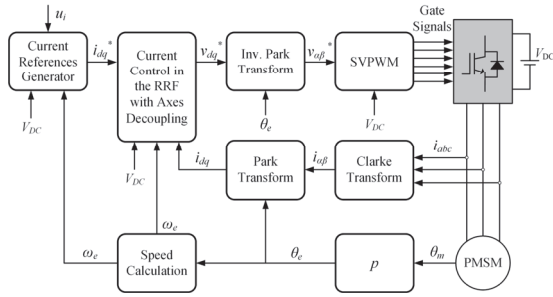 u_i
Gate
Signals
Current
References
Generator
i_dq*
Current
Control in
the RRF
with Axes
Decoupling
v_dq*
Inv. Park
Transform
v_αβ*
SVPWM
V_DC
V_DC
θ_e
V_DC
V_DC
i_dq
Park
Transform
i_αβ
Clarke
Transform
i_abc
ω_e
ω_e
Speed
Calculation
θ_e
p
θ_m
PMSM